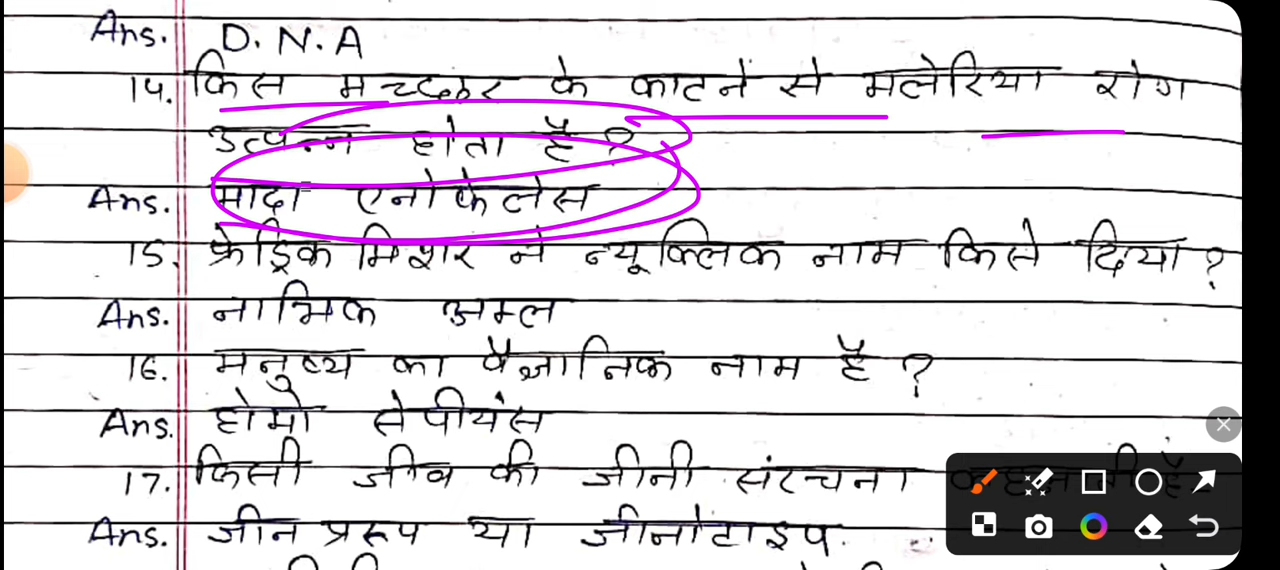 Ans. D.N.A
14. किस मच्छर के काटने से मलेरिया रोग
उत्पन्न होता है ?
Ans. मादा एनोफेलेस
15. फ्रेड्रिक मिशर ने न्यूक्लिक नाम किसे दिया ?
Ans. नाभिक अम्ल
16. मनुष्य का वैज्ञानिक नाम है ?
Ans. होमो सेपीयंस
17. किसी जीव की जीनी संरचना
Ans. जीन प्ररूप या जीनोटाइप.